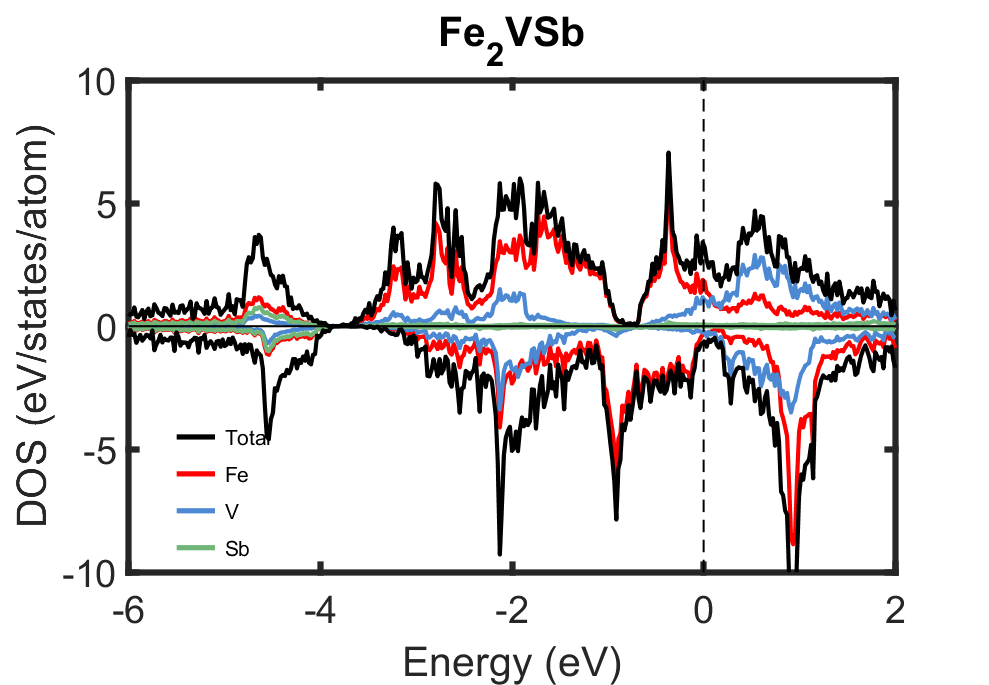 Fe₂VSb
10
5
0
-5
-10
DOS (eV/states/atom)
Total
Fe
V
Sb
-6 -4 -2 0 2
Energy (eV)